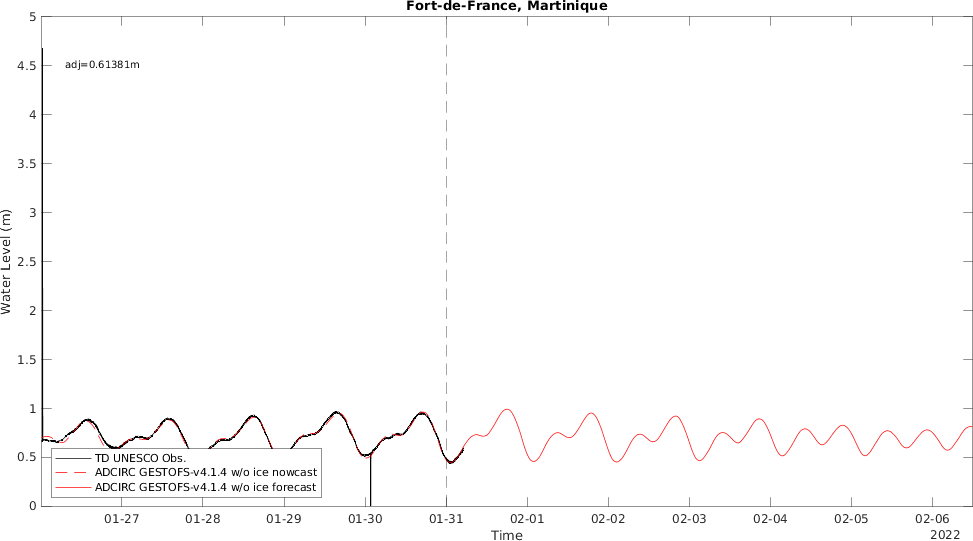 Fort-de-France, Martinique
5
4.5
4
3.5
3
2.5
2
1.5
1
0.5
0
Water Level (m)
adj=0.61381m
TD UNESCO Obs.
ADCIRC GESTOFS-v4.1.4 w/o ice nowcast
ADCIRC GESTOFS-v4.1.4 w/o ice forecast
01-27 01-28 01-29 01-30 01-31 02-01 02-02 02-03 02-04 02-05 02-06
Time
2022